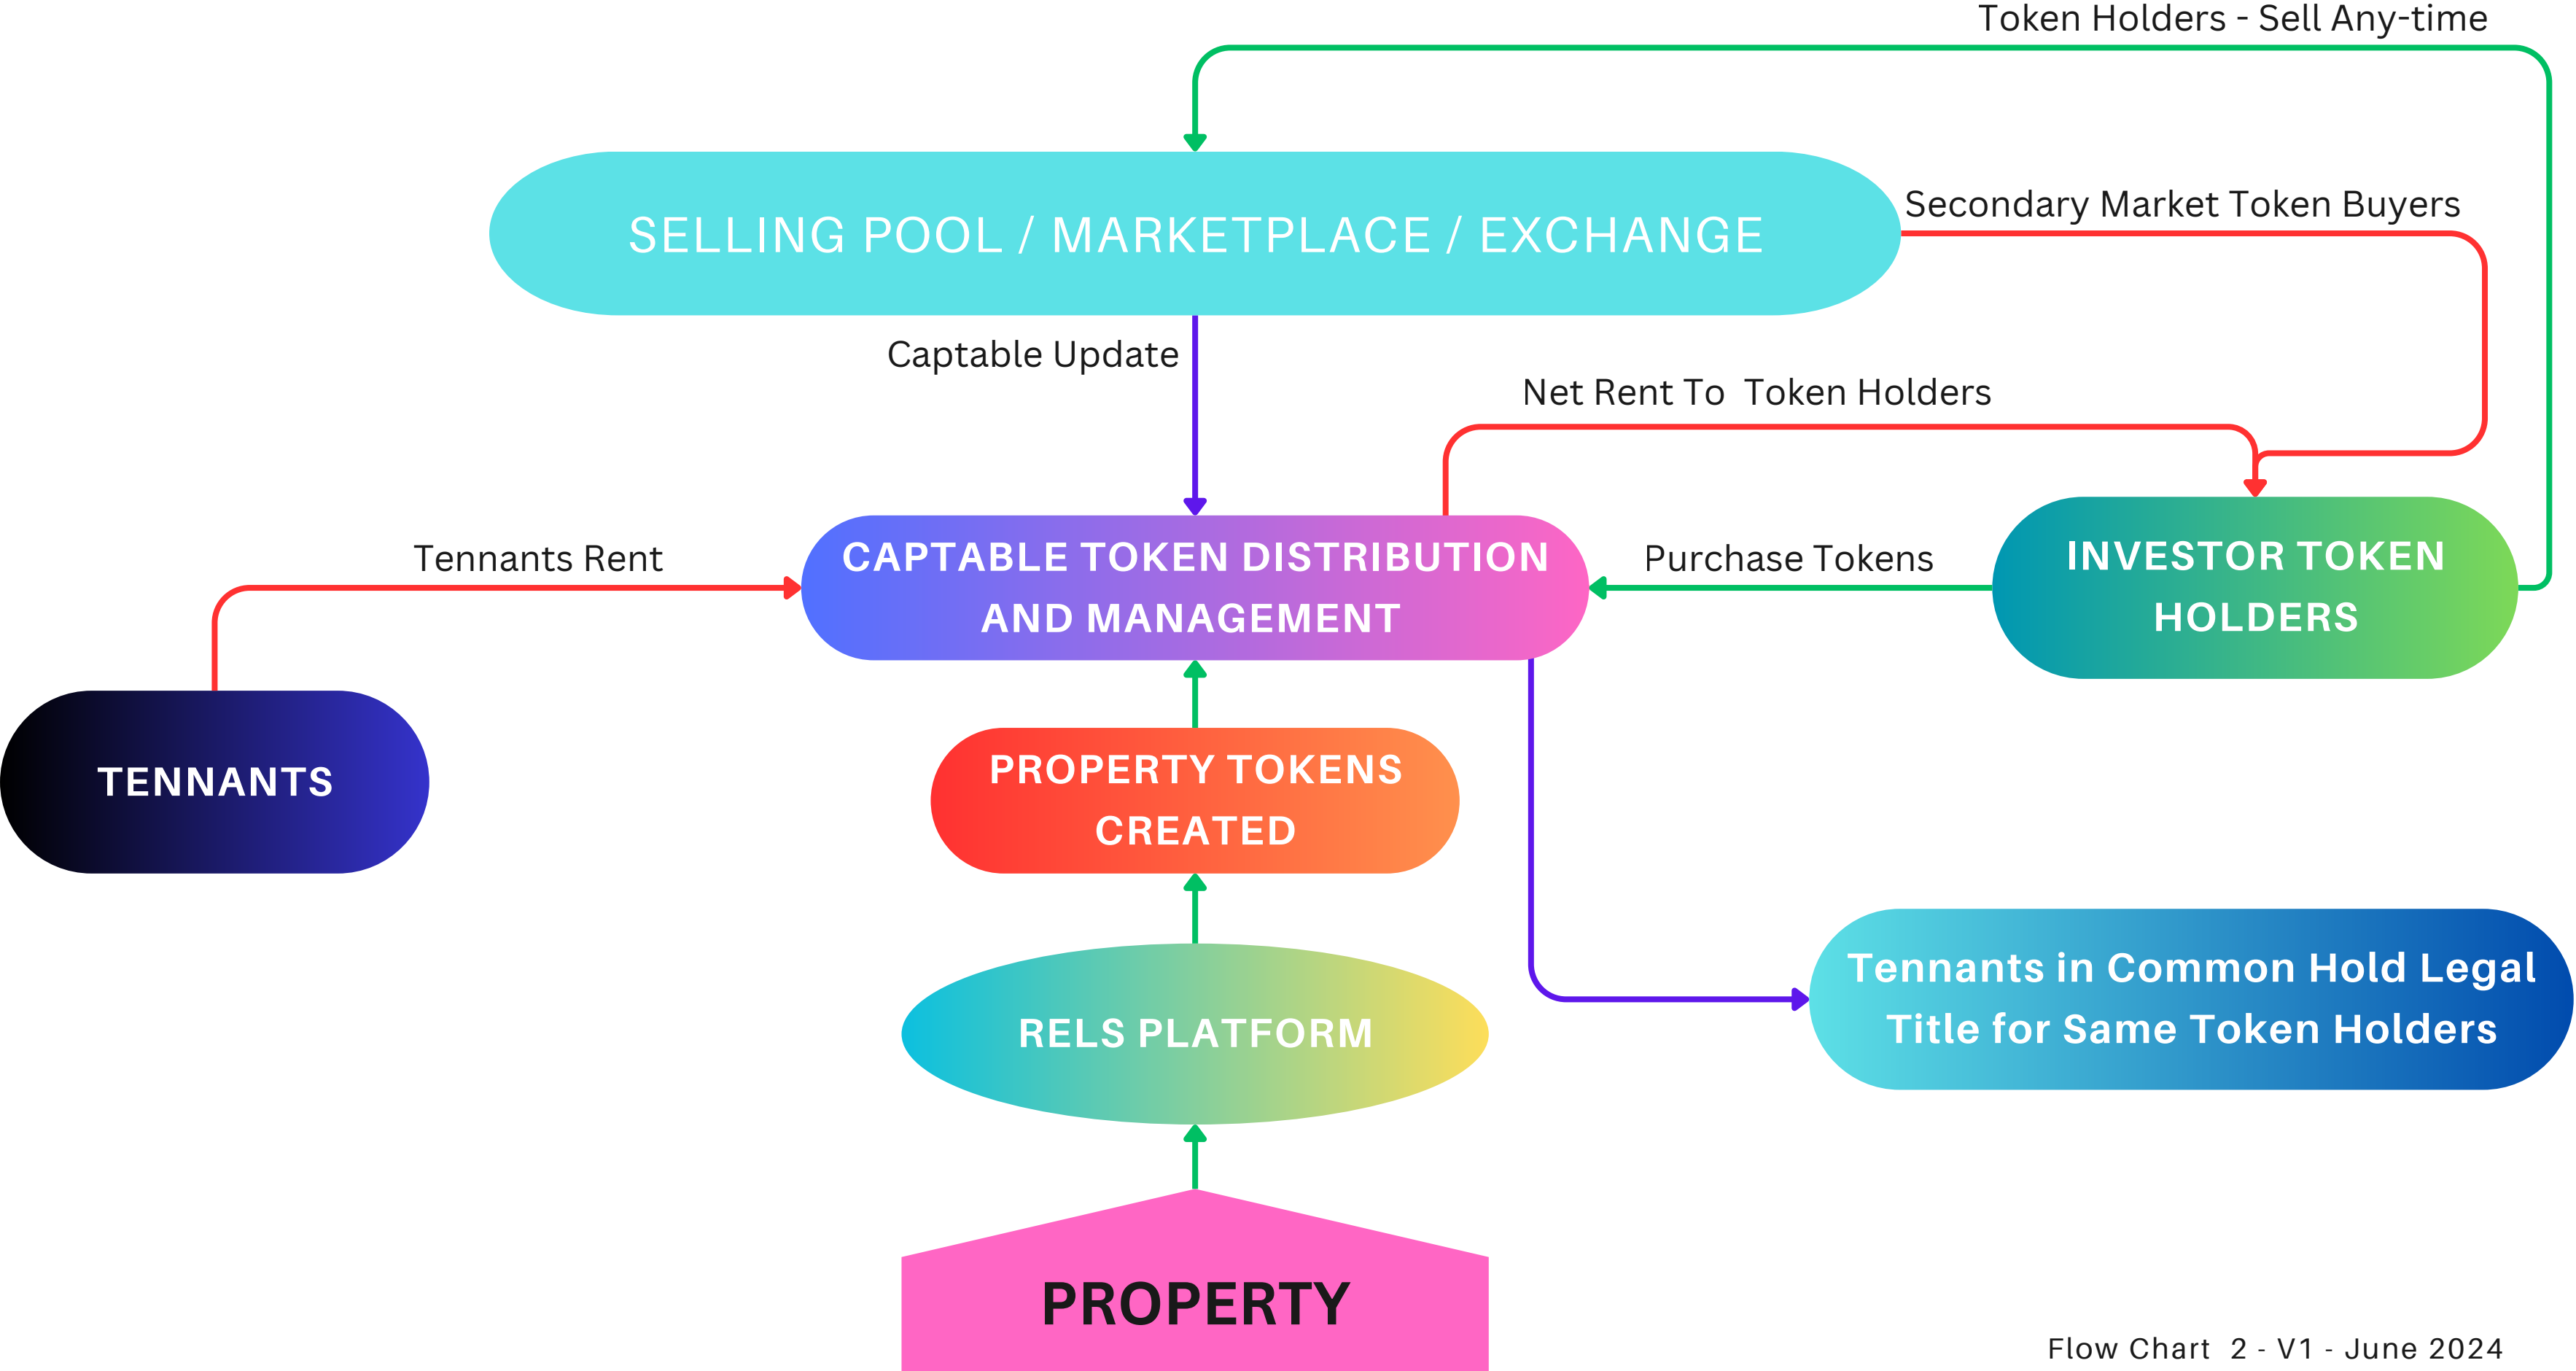 Token Holders - Sell Any-time
SELLING POOL / MARKETPLACE / EXCHANGE
Secondary Market Token Buyers
Captable Update
Net Rent To  Token Holders
Tennants Rent
CAPTABLE TOKEN DISTRIBUTION
AND MANAGEMENT
Purchase Tokens
INVESTOR TOKEN
HOLDERS
TENNANTS
PROPERTY TOKENS
CREATED
Tennants in Common Hold Legal
Title for Same Token Holders
RELS PLATFORM
PROPERTY
Flow Chart  2 - V1 - June 2024